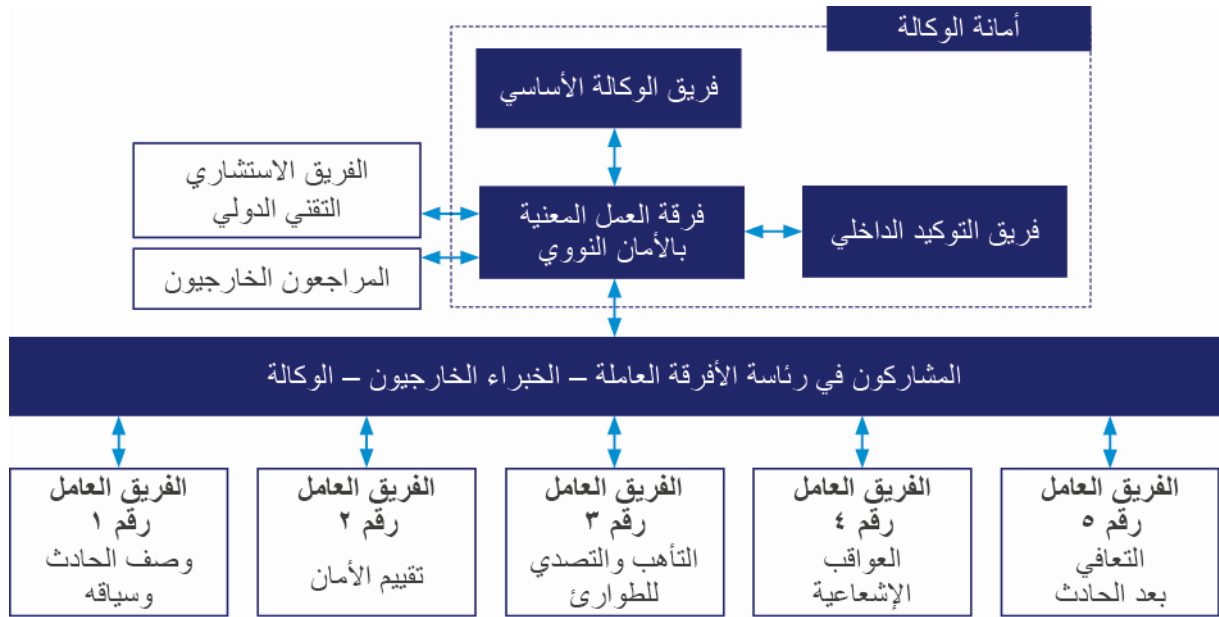 أمانة الوكالة
فريق الوكالة الأساسي
الفريق الاستشاري
التقني الدولي
المراجعون الخارجيون
فرقة العمل المعنية
بالأمان النووي
فريق التوكيد الداخلي
المشاركون في رئاسة الأفرقة العاملة – الخبراء الخارجيون – الوكالة
الفريق العامل
رقم ١
وصف الحادث
وسياقه
الفريق العامل
رقم ٢
تقييم الأمان
الفريق العامل
رقم ٣
التأهب والتصدي
للطوارئ
الفريق العامل
رقم ٤
العواقب
الإشعاعية
الفريق العامل
رقم ٥
التعافي
بعد الحادث